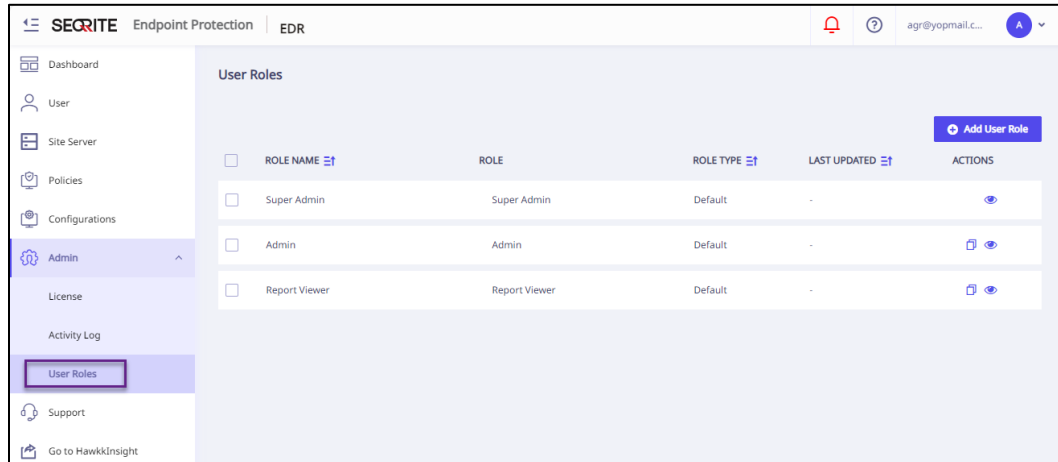 SEQRITE Endpoint Protection EDR agr@yopmail.c... A
Dashboard
User
Site Server
Policies
Configurations
Admin
License
Activity Log
User Roles
Support
Go to HawkkInsight
User Roles
Add User Role
ROLE NAME ROLE ROLE TYPE LAST UPDATED ACTIONS
Super Admin Super Admin Default -
Admin Admin Default -
Report Viewer Report Viewer Default -